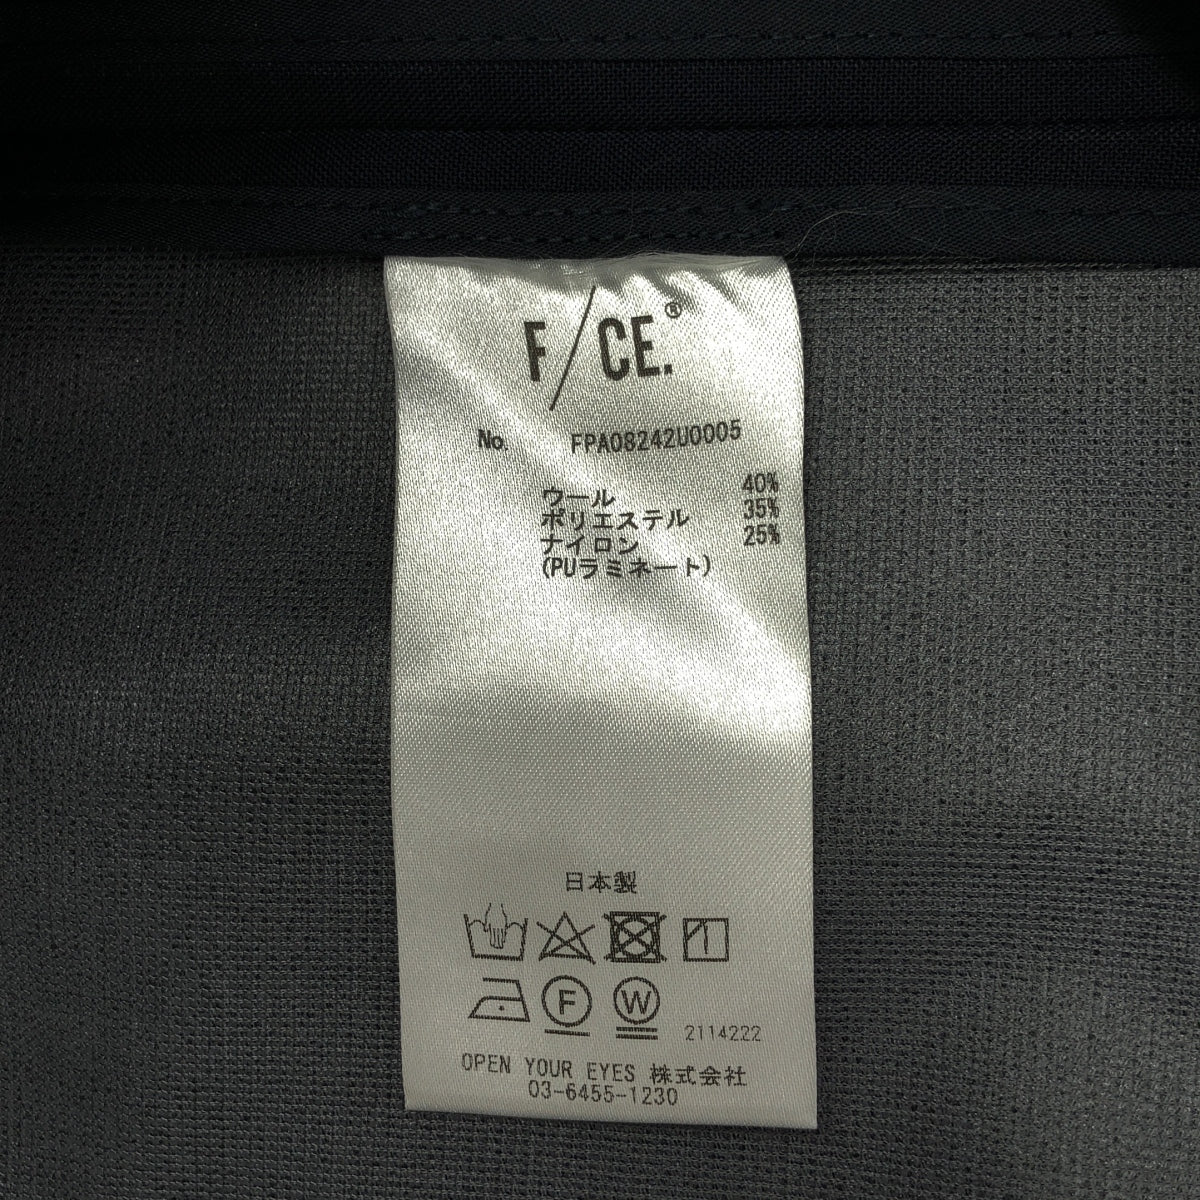 F/CE.®
No. FPA08242U0005
ウール 40%
ポリエステル 35%
ナイロン 25%
(PUラミネート)
日本製
F W 2114222
OPEN YOUR EYES 株式会社
03-6455-1230